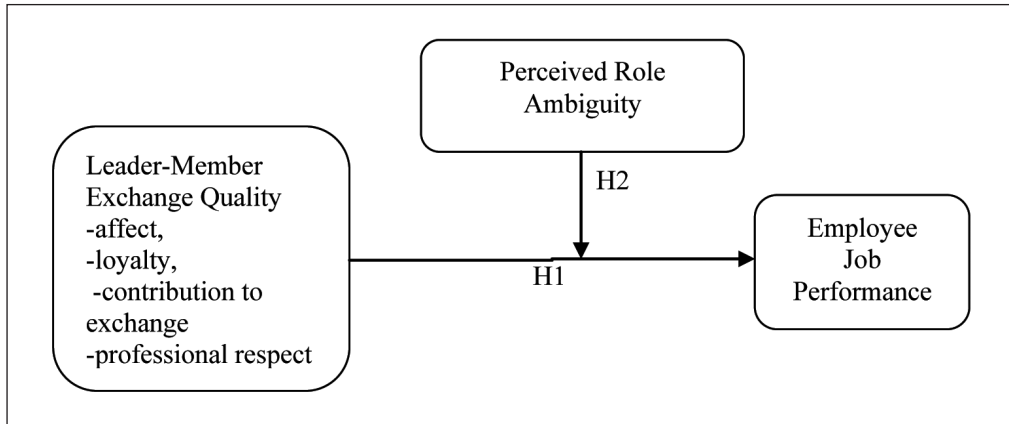 Perceived Role
Ambiguity
Leader-Member
Exchange Quality
-affect,
-loyalty,
-contribution to
exchange
-professional respect
H2
H1
Employee
Job
Performance